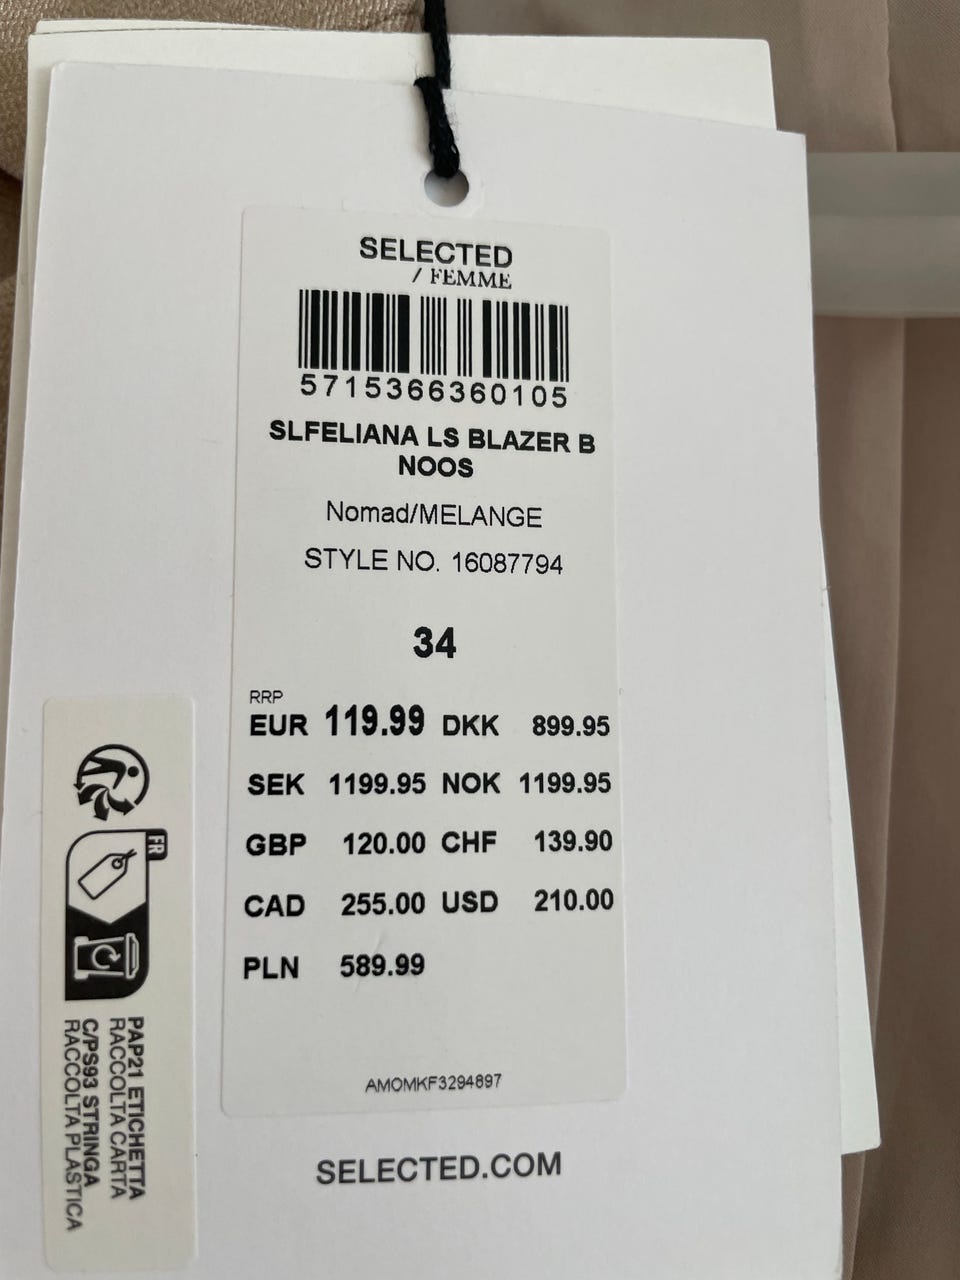 SELECTED
/ FEMME
5715366360105
SLFELIANA LS BLAZER B
NOOS
Nomad/MELANGE
STYLE NO. 16087794
34
RRP
EUR 119.99 DKK 899.95
SEK 1199.95 NOK 1199.95
GBP 120.00 CHF 139.90
CAD 255.00 USD 210.00
PLN 589.99
AMOMKF3294897
SELECTED.COM
FR
PAP21 ETICHETTA
RACCOLTA CARTA
C/PS93 STRINGA
RACCOLTA PLASTICA